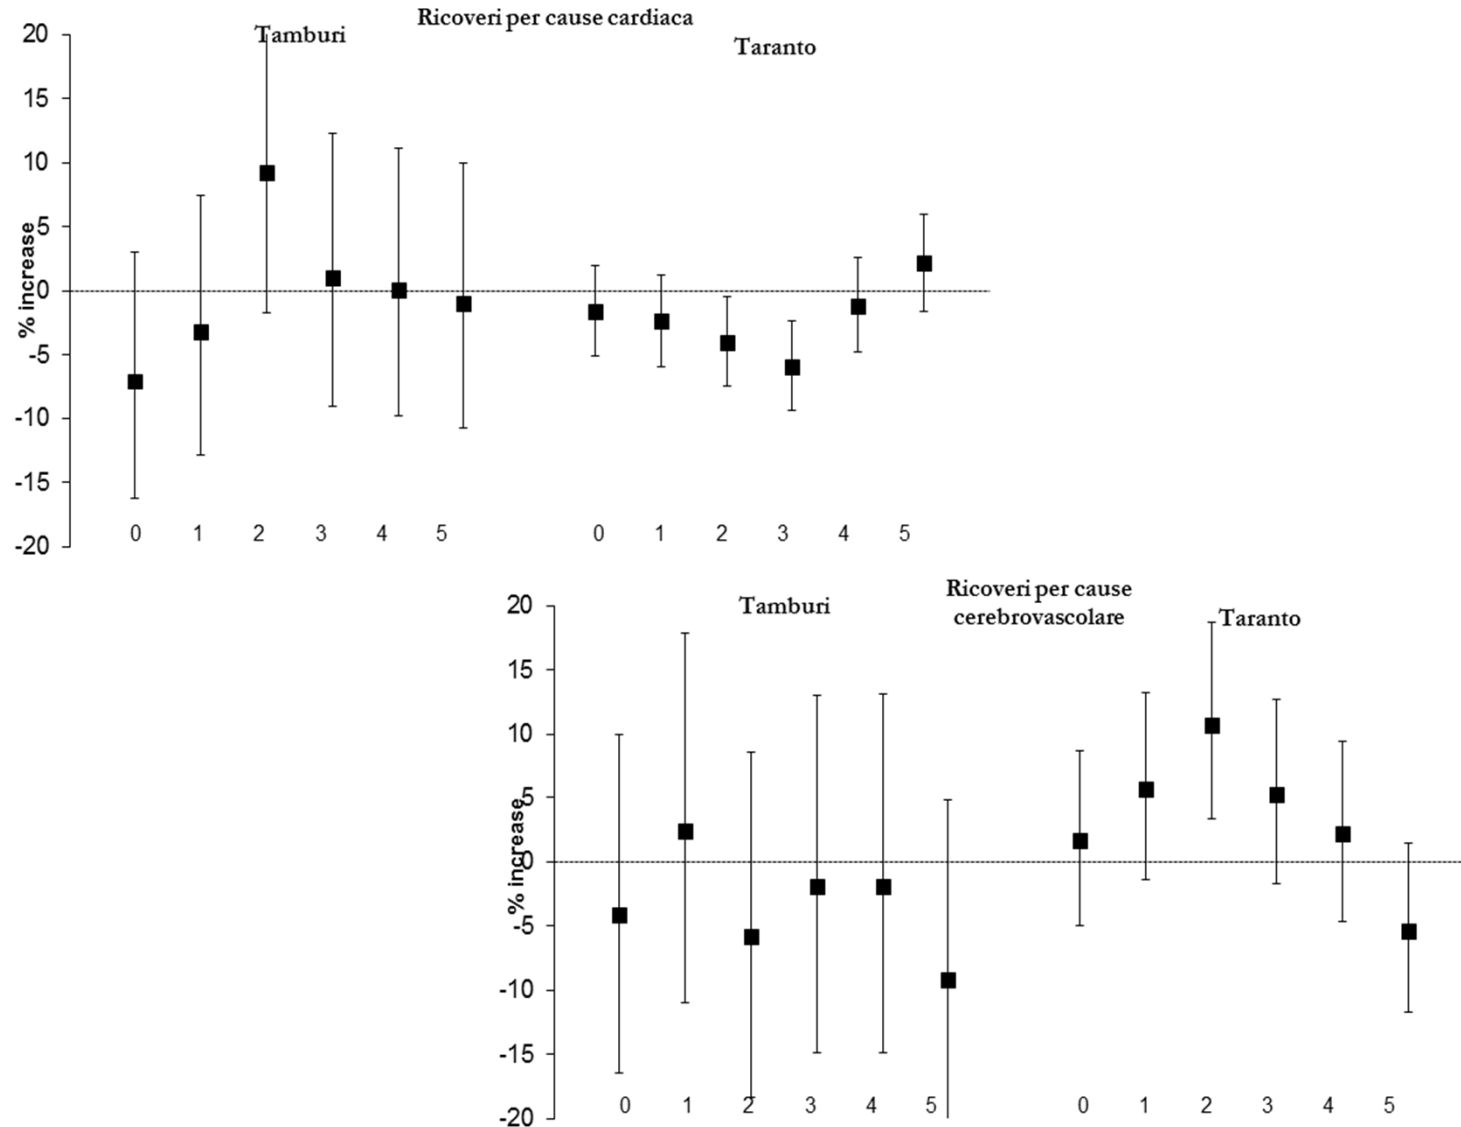 Ricoveri per cause cardiaca
Tamburi
Taranto
20
15
10
5
0
-5
-10
-15
-20
% increase
0 1 2 3 4 5 0 1 2 3 4 5
Ricoveri per cause
cerebrovascolare
Tamburi
Taranto
20
15
10
5
0
-5
-10
-15
-20
% increase
0 1 2 3 4 5 0 1 2 3 4 5